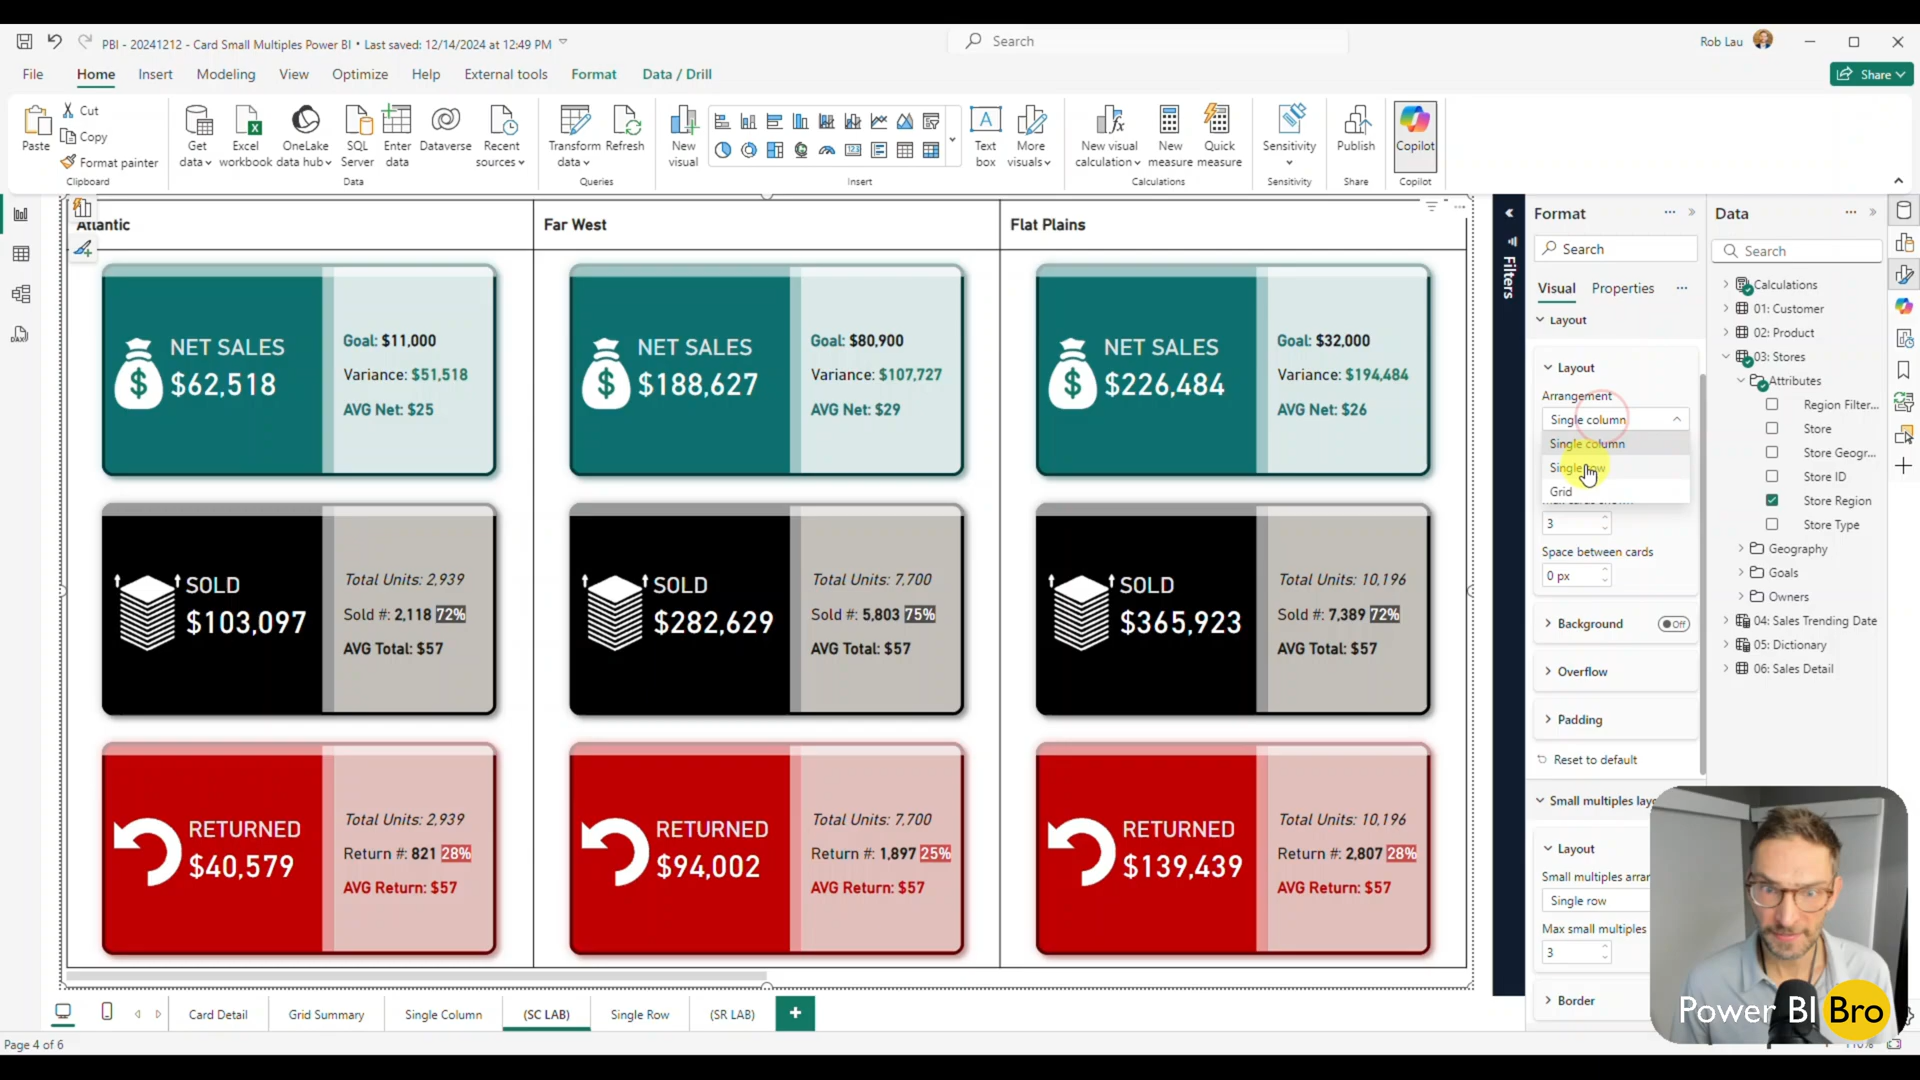 PBI - 20241212 - Card Small Multiples Power BI • Last saved: 12/14/2024 at 12:49 PM
Search
Rob Lau
File Home Insert Modeling View Optimize Help External tools Format Data / Drill
Share
Paste
Cut
Copy
Format painter
Clipboard
Get data
Excel workbook
OneLake data hub
SQL Server
Enter data
Dataverse
Recent sources
Data
Transform data
Refresh
Queries
New visual
Text box
More visuals
Insert
New visual calculation
New measure
Quick measure
Calculations
Sensitivity
Sensitivity
Publish
Share
Copilot
Copilot
Atlantic
Far West
Flat Plains
NET SALES
$62,518
Goal: $11,000
Variance: $51,518
AVG Net: $25
NET SALES
$188,627
Goal: $80,900
Variance: $107,727
AVG Net: $29
NET SALES
$226,484
Goal: $32,000
Variance: $194,484
AVG Net: $26
SOLD
$103,097
Total Units: 2,939
Sold #: 2,118 72%
AVG Total: $57
SOLD
$282,629
Total Units: 7,700
Sold #: 5,803 75%
AVG Total: $57
SOLD
$365,923
Total Units: 10,196
Sold #: 7,389 72%
AVG Total: $57
RETURNED
$40,579
Total Units: 2,939
Return #: 821 28%
AVG Return: $57
RETURNED
$94,002
Total Units: 7,700
Return #: 1,897 25%
AVG Return: $57
RETURNED
$139,439
Total Units: 10,196
Return #: 2,807 28%
AVG Return: $57
Filters
Format
Search
Visual Properties
Layout
Layout
Arrangement
Single column
Single column
Single row
Grid
3
Space between cards
0 px
Background
Off
Overflow
Padding
Reset to default
Small multiples
Layout
Small multiples
Single row
Max small multiples
3
Border
Data
Search
Calculations
01: Customer
02: Product
03: Stores
Attributes
Region Filter...
Store
Store Geogr...
Store ID
Store Region
Store Type
Geography
Goals
Owners
04: Sales Trending Date
05: Dictionary
06: Sales Detail
Power BI Bro
Card Detail
Grid Summary
Single Column
(SC LAB)
Single Row
(SR LAB)
Page 4 of 6